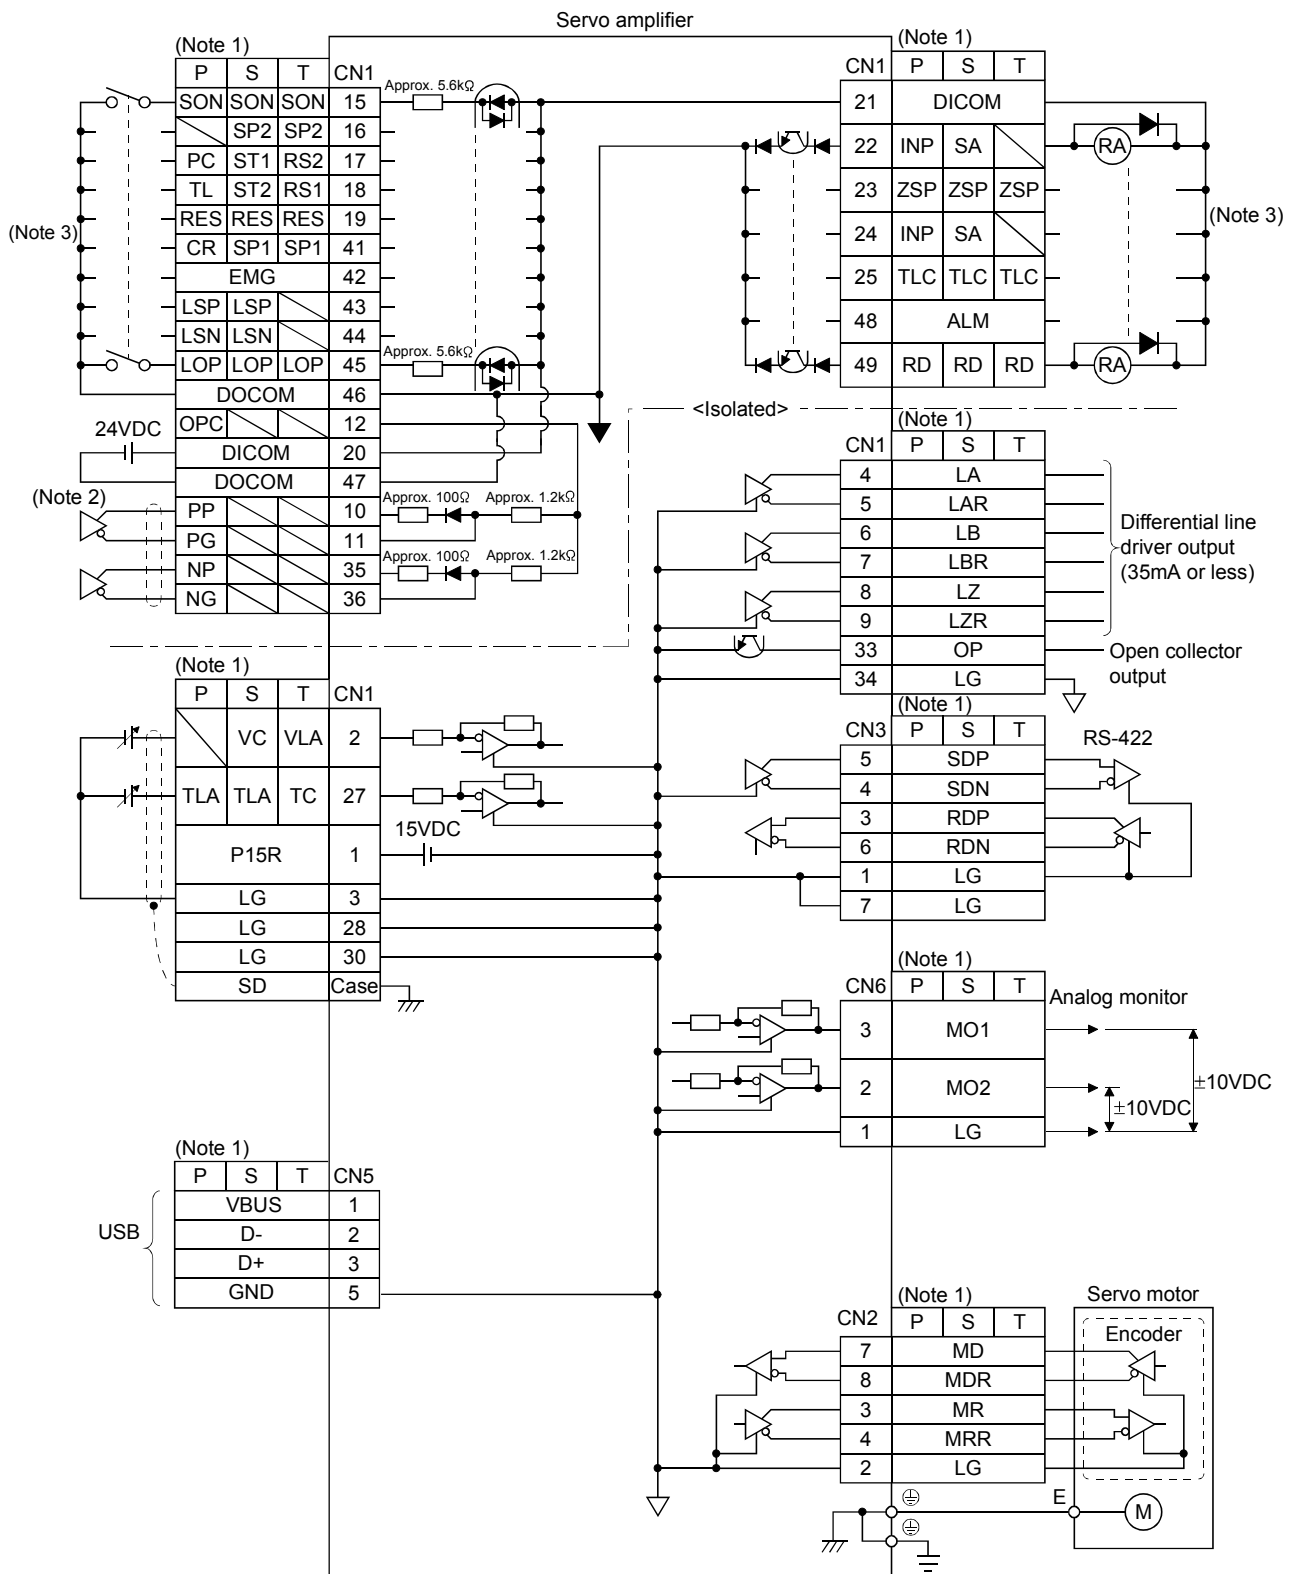 Servo amplifier
(Note 1)
P S T CN1
SON SON SON 15 Approx. 5.6kΩ
SP2 SP2 16
PC ST1 RS2 17
TL ST2 RS1 18
RES RES RES 19
(Note 3)
CR SP1 SP1 41
EMG 42
LSP LSP 43
LSN LSN 44
LOP LOP LOP 45 Approx. 5.6kΩ
DOCOM 46
OPC 12
24VDC
DICOM 20
DOCOM 47
(Note 2)
PP 10 Approx. 100Ω Approx. 1.2kΩ
PG 11
NP 35 Approx. 100Ω Approx. 1.2kΩ
NG 36
(Note 1)
CN1 P S T
21 DICOM
22 INP SA RA
23 ZSP ZSP ZSP
(Note 3)
24 INP SA
25 TLC TLC TLC
48 ALM
49 RD RD RD RA
<Isolated>
(Note 1)
CN1 P S T
4 LA
5 LAR
6 LB
7 LBR
8 LZ
9 LZR
Differential line
driver output
(35mA or less)
33 OP
34 LG
Open collector
output
(Note 1)
P S T CN1
VC VLA 2
TLA TLA TC 27
15VDC
P15R 1
LG 3
LG 28
LG 30
SD Case
(Note 1)
CN3 P S T
RS-422
5 SDP
4 SDN
3 RDP
6 RDN
1 LG
7 LG
(Note 1)
CN6 P S T
Analog monitor
3 MO1
2 MO2
1 LG
±10VDC
±10VDC
(Note 1)
P S T CN5
USB
VBUS 1
D- 2
D+ 3
GND 5
(Note 1)
CN2 P S T
Servo motor
Encoder
7 MD
8 MDR
3 MR
4 MRR
2 LG
E
M